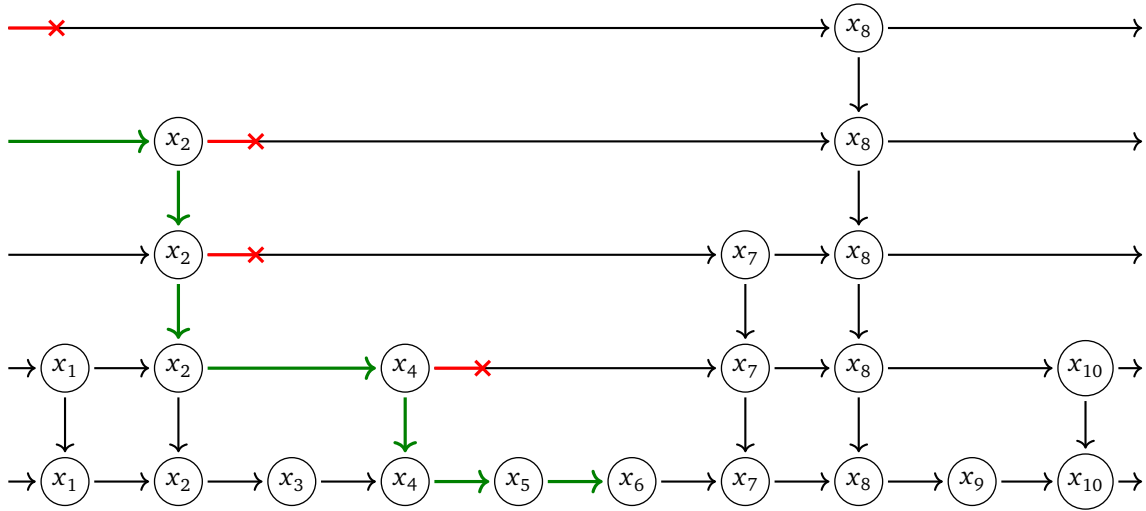 x₈
x₂ x₈
x₂ x₇ x₈
x₁ x₂ x₄ x₇ x₈ x₁₀
x₁ x₂ x₃ x₄ x₅ x₆ x₇ x₈ x₉ x₁₀